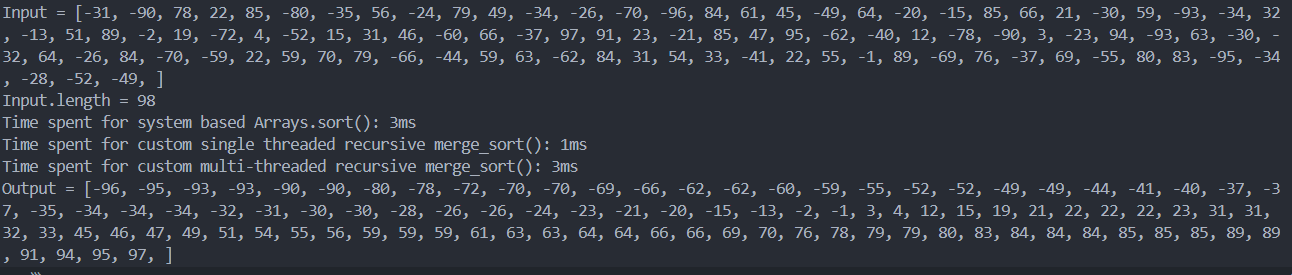 Input = [-31, -90, 78, 22, 85, -80, -35, 56, -24, 79, 49, -34, -26, -70, -96, 84, 61, 45, -49, 64, -20, -15, 85, 66, 21, -30, 59, -93, -34, 32
, -13, 51, 89, -2, 19, -72, 4, -52, 15, 31, 46, -60, 66, -37, 97, 91, 23, -21, 85, 47, 95, -62, -40, 12, -78, -90, 3, -23, 94, -93, 63, -30, -
32, 64, -26, 84, -70, -59, 22, 59, 70, 79, -66, -44, 59, 63, -62, 84, 31, 54, 33, -41, 22, 55, -1, 89, -69, 76, -37, 69, -55, 80, 83, -95, -34
, -28, -52, -49, ]
Input.length = 98
Time spent for system based Arrays.sort(): 3ms
Time spent for custom single threaded recursive merge_sort(): 1ms
Time spent for custom multi-threaded recursive merge_sort(): 3ms
Output = [-96, -95, -93, -93, -90, -90, -80, -78, -72, -70, -70, -69, -66, -62, -62, -60, -59, -55, -52, -52, -49, -49, -44, -41, -40, -37, -3
7, -35, -34, -34, -34, -32, -31, -30, -30, -28, -26, -26, -24, -23, -21, -20, -15, -13, -2, -1, 3, 4, 12, 15, 19, 21, 22, 22, 22, 23, 31, 31,
32, 33, 45, 46, 47, 49, 51, 54, 55, 56, 59, 59, 59, 61, 63, 63, 64, 64, 66, 66, 69, 70, 76, 78, 79, 79, 80, 83, 84, 84, 84, 85, 85, 85, 89, 89
, 91, 94, 95, 97, ]